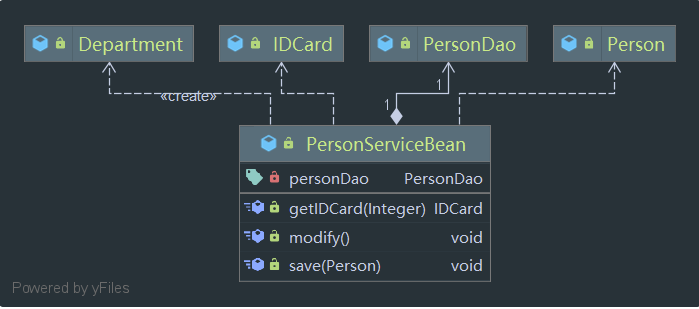 Department
IDCard
PersonDao
Person
«create»
1
1
PersonServiceBean
personDao PersonDao
getIDCard(Integer) IDCard
modify() void
save(Person) void
Powered by yFiles